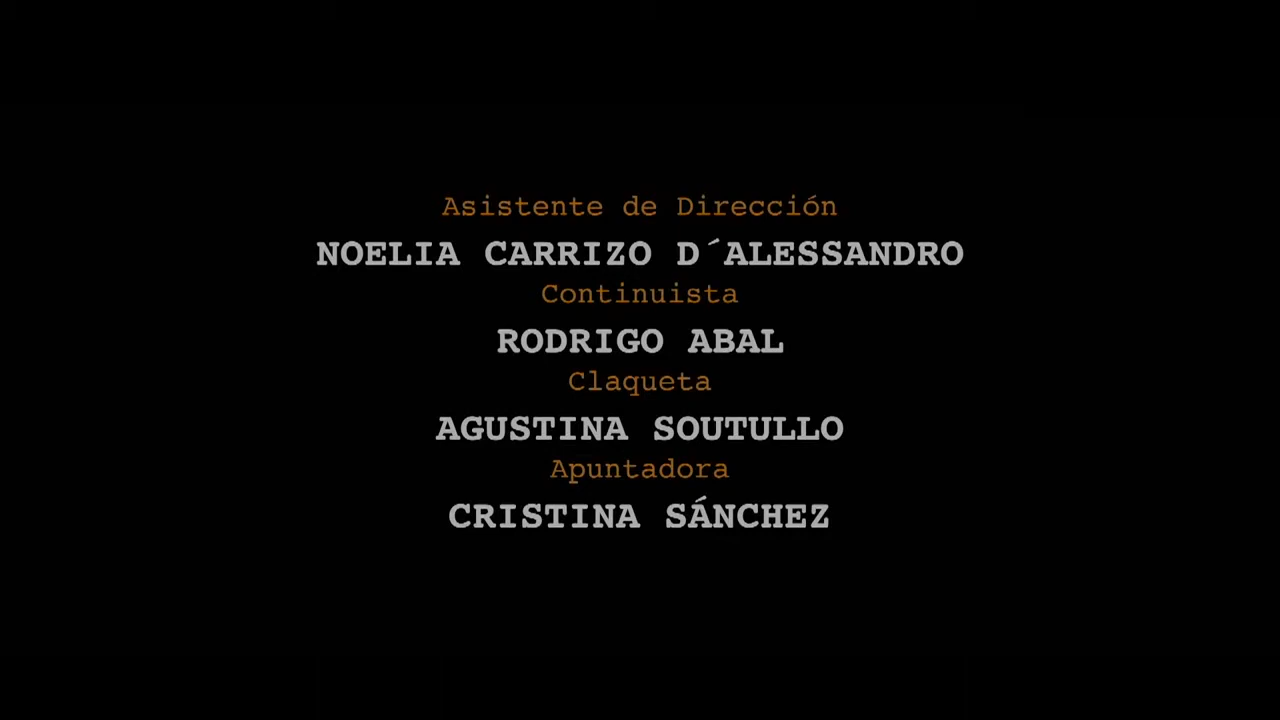 Asistente de Dirección
NOELIA CARRIZO D´ALESSANDRO
Continuista
RODRIGO ABAL
Claqueta
AGUSTINA SOUTULLO
Apuntadora
CRISTINA SÁNCHEZ